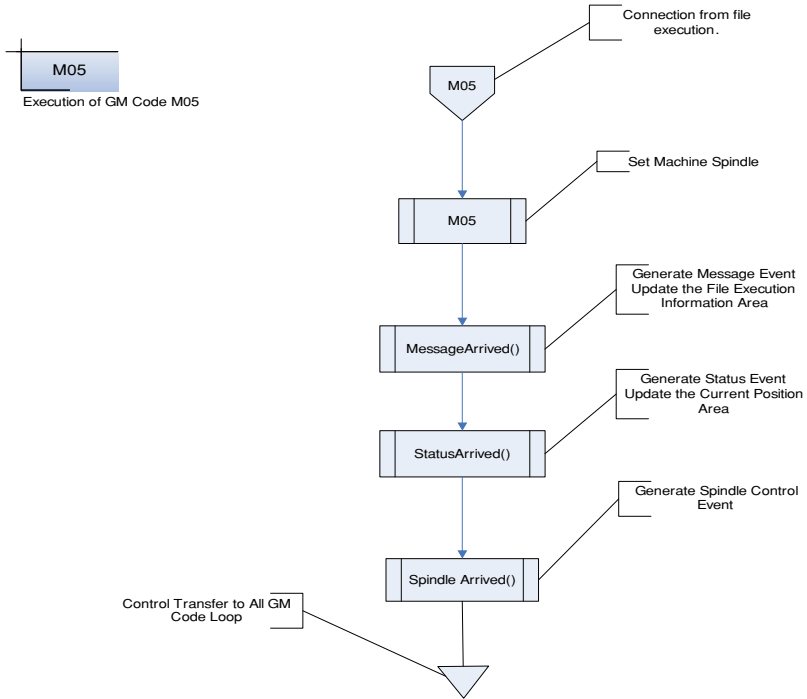 M05
Execution of GM Code M05
Connection from file
execution.
M05
Set Machine Spindle
M05
Generate Message Event
Update the File Execution
Information Area
MessageArrived()
Generate Status Event
Update the Current Position
Area
StatusArrived()
Generate Spindle Control
Event
Spindle Arrived()
Control Transfer to All GM
Code Loop